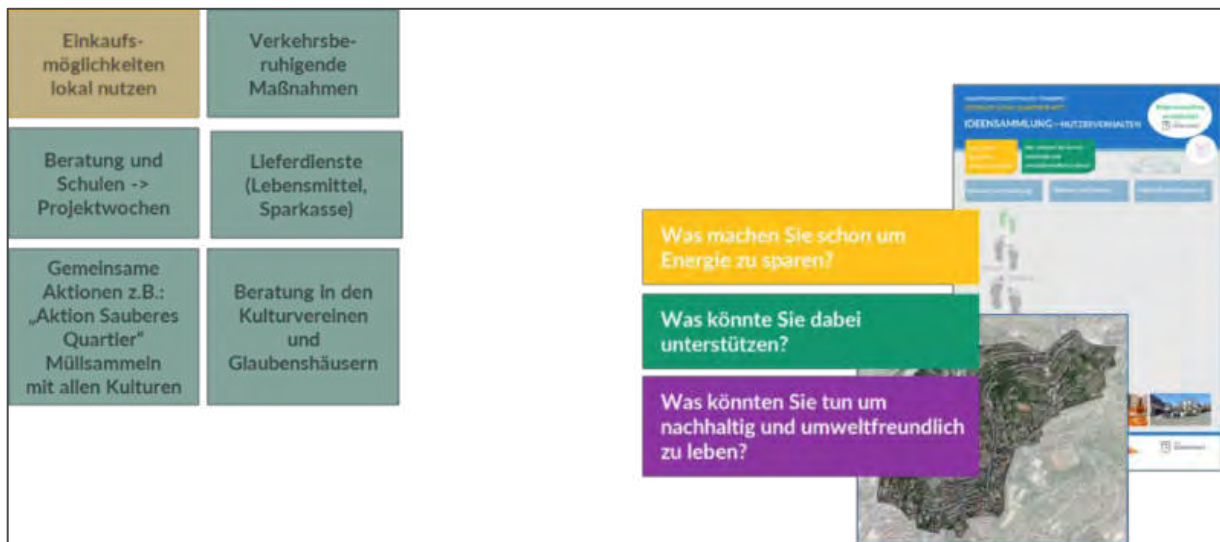 Einkaufs-
möglichkeiten
lokal nutzen
Verkehrsbe-
ruhigende
Maßnahmen
Beratung und
Schulen ->
Projektwochen
Lieferdienste
(Lebensmittel,
Sparkasse)
Gemeinsame
Aktionen z.B.:
„Aktion Sauberes
Quartier“
Müllsammeln
mit allen Kulturen
Beratung in den
Kulturvereinen
und
Glaubenshäusern
IDEENSAMMLUNG – NUTZERVERHALTEN
Was machen Sie schon um
Energie zu sparen?
Was könnte Sie dabei
unterstützen?
Was könnten Sie tun um
nachhaltig und umweltfreundlich
zu leben?